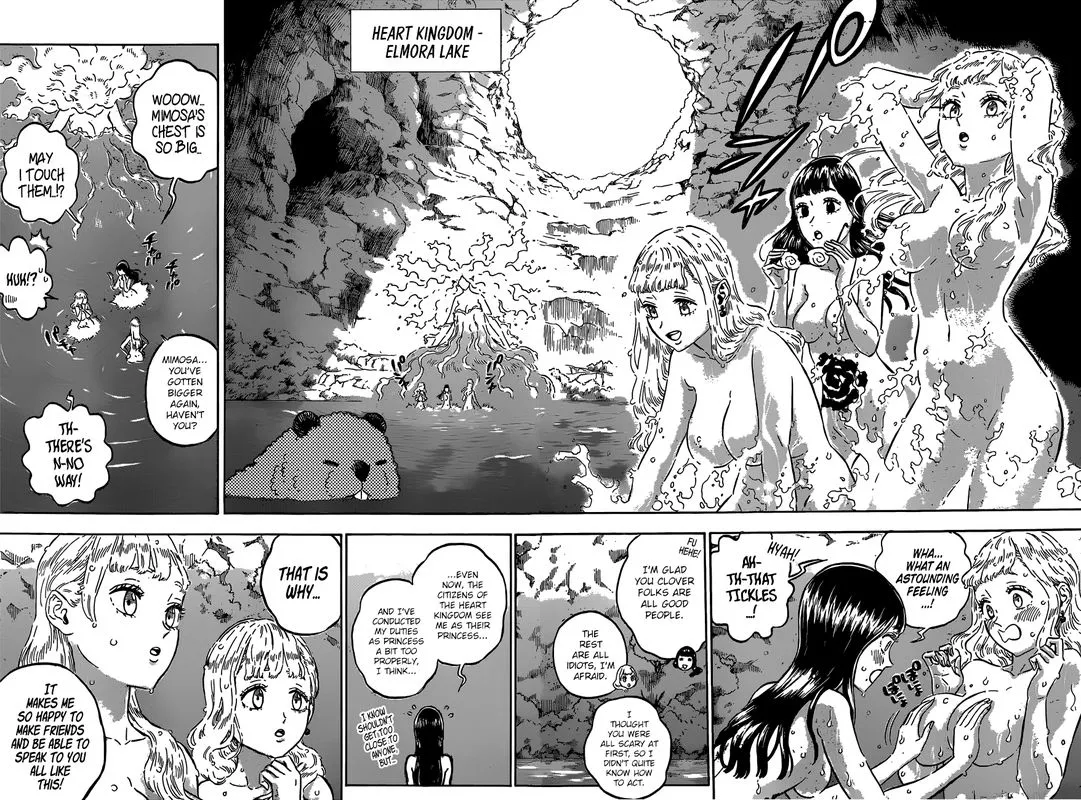 HEART KINGDOM -
ELMORA LAKE
WOOOW...
MIMOSA'S
CHEST IS
SO BIG...
MAY
I TOUCH
THEM!?
HUH!?
MIMOSA...
YOU'VE
GOTTEN
BIGGER
AGAIN,
HAVEN'T
YOU?
TH-
THERE'S
N-NO
WAY!
WHA...
WHAT AN
ASTOUNDING
FEELING
...!
HYAH!
AH-
TH-THAT
TICKLES
...!
FU
HEHE!
I'M GLAD
YOU CLOVER
FOLKS ARE
ALL GOOD
PEOPLE.
THE
REST
ARE ALL
IDIOTS, I'M
AFRAID.
I
THOUGHT
YOU WERE
ALL SCARY
AT FIRST, SO I
DIDN'T QUITE
KNOW HOW
TO ACT.
...EVEN
NOW, THE
CITIZENS OF
THE HEART
KINGDOM SEE
ME AS THEIR
PRINCESS...
AND I'VE
CONDUCTED
MY DUTIES
AS PRINCESS
A BIT TOO
PROPERLY,
I THINK...
I KNOW
I SHOULDN'T
GET TOO
CLOSE TO
ANYONE,
BUT...
THAT IS
WHY...
IT
MAKES ME
SO HAPPY TO
MAKE FRIENDS
AND BE ABLE TO
SPEAK TO YOU
ALL LIKE
THIS!